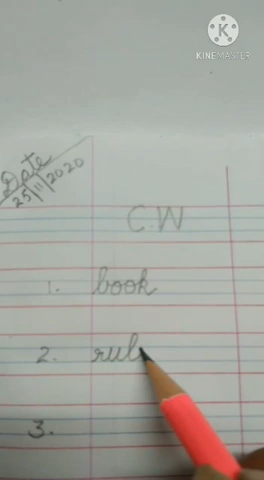 KINEMASTER
Date
25/11/2020
C.W
1. book
2. rul
3.